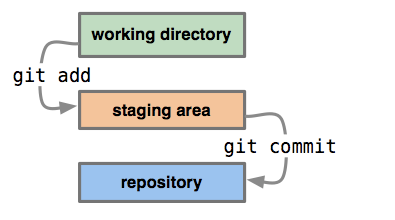 working directory
git add
staging area
git commit
repository